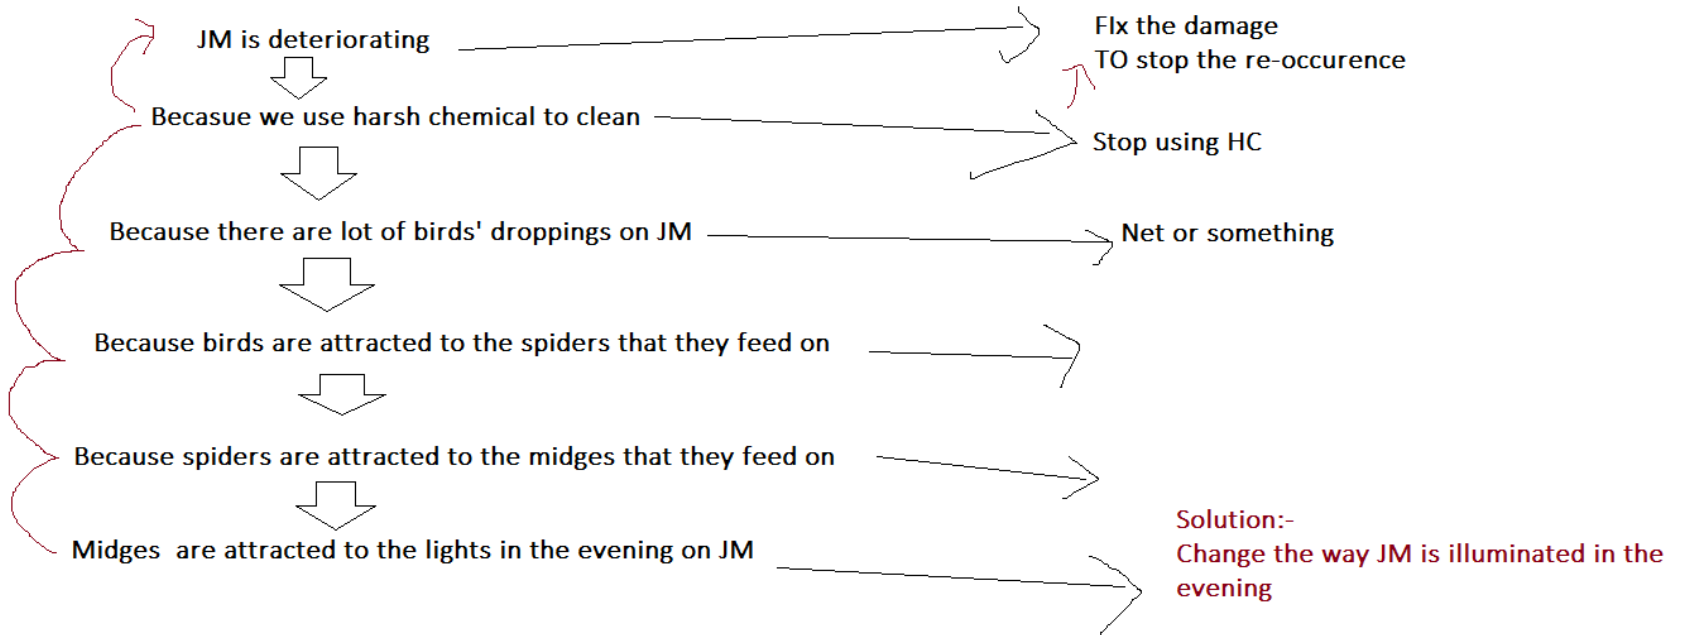 JM is deteriorating
FIx the damage
TO stop the re-occurence
Becasue we use harsh chemical to clean
Stop using HC
Because there are lot of birds' droppings on JM
Net or something
Because birds are attracted to the spiders that they feed on
Because spiders are attracted to the midges that they feed on
Midges  are attracted to the lights in the evening on JM
Solution:-
Change the way JM is illuminated in the
evening